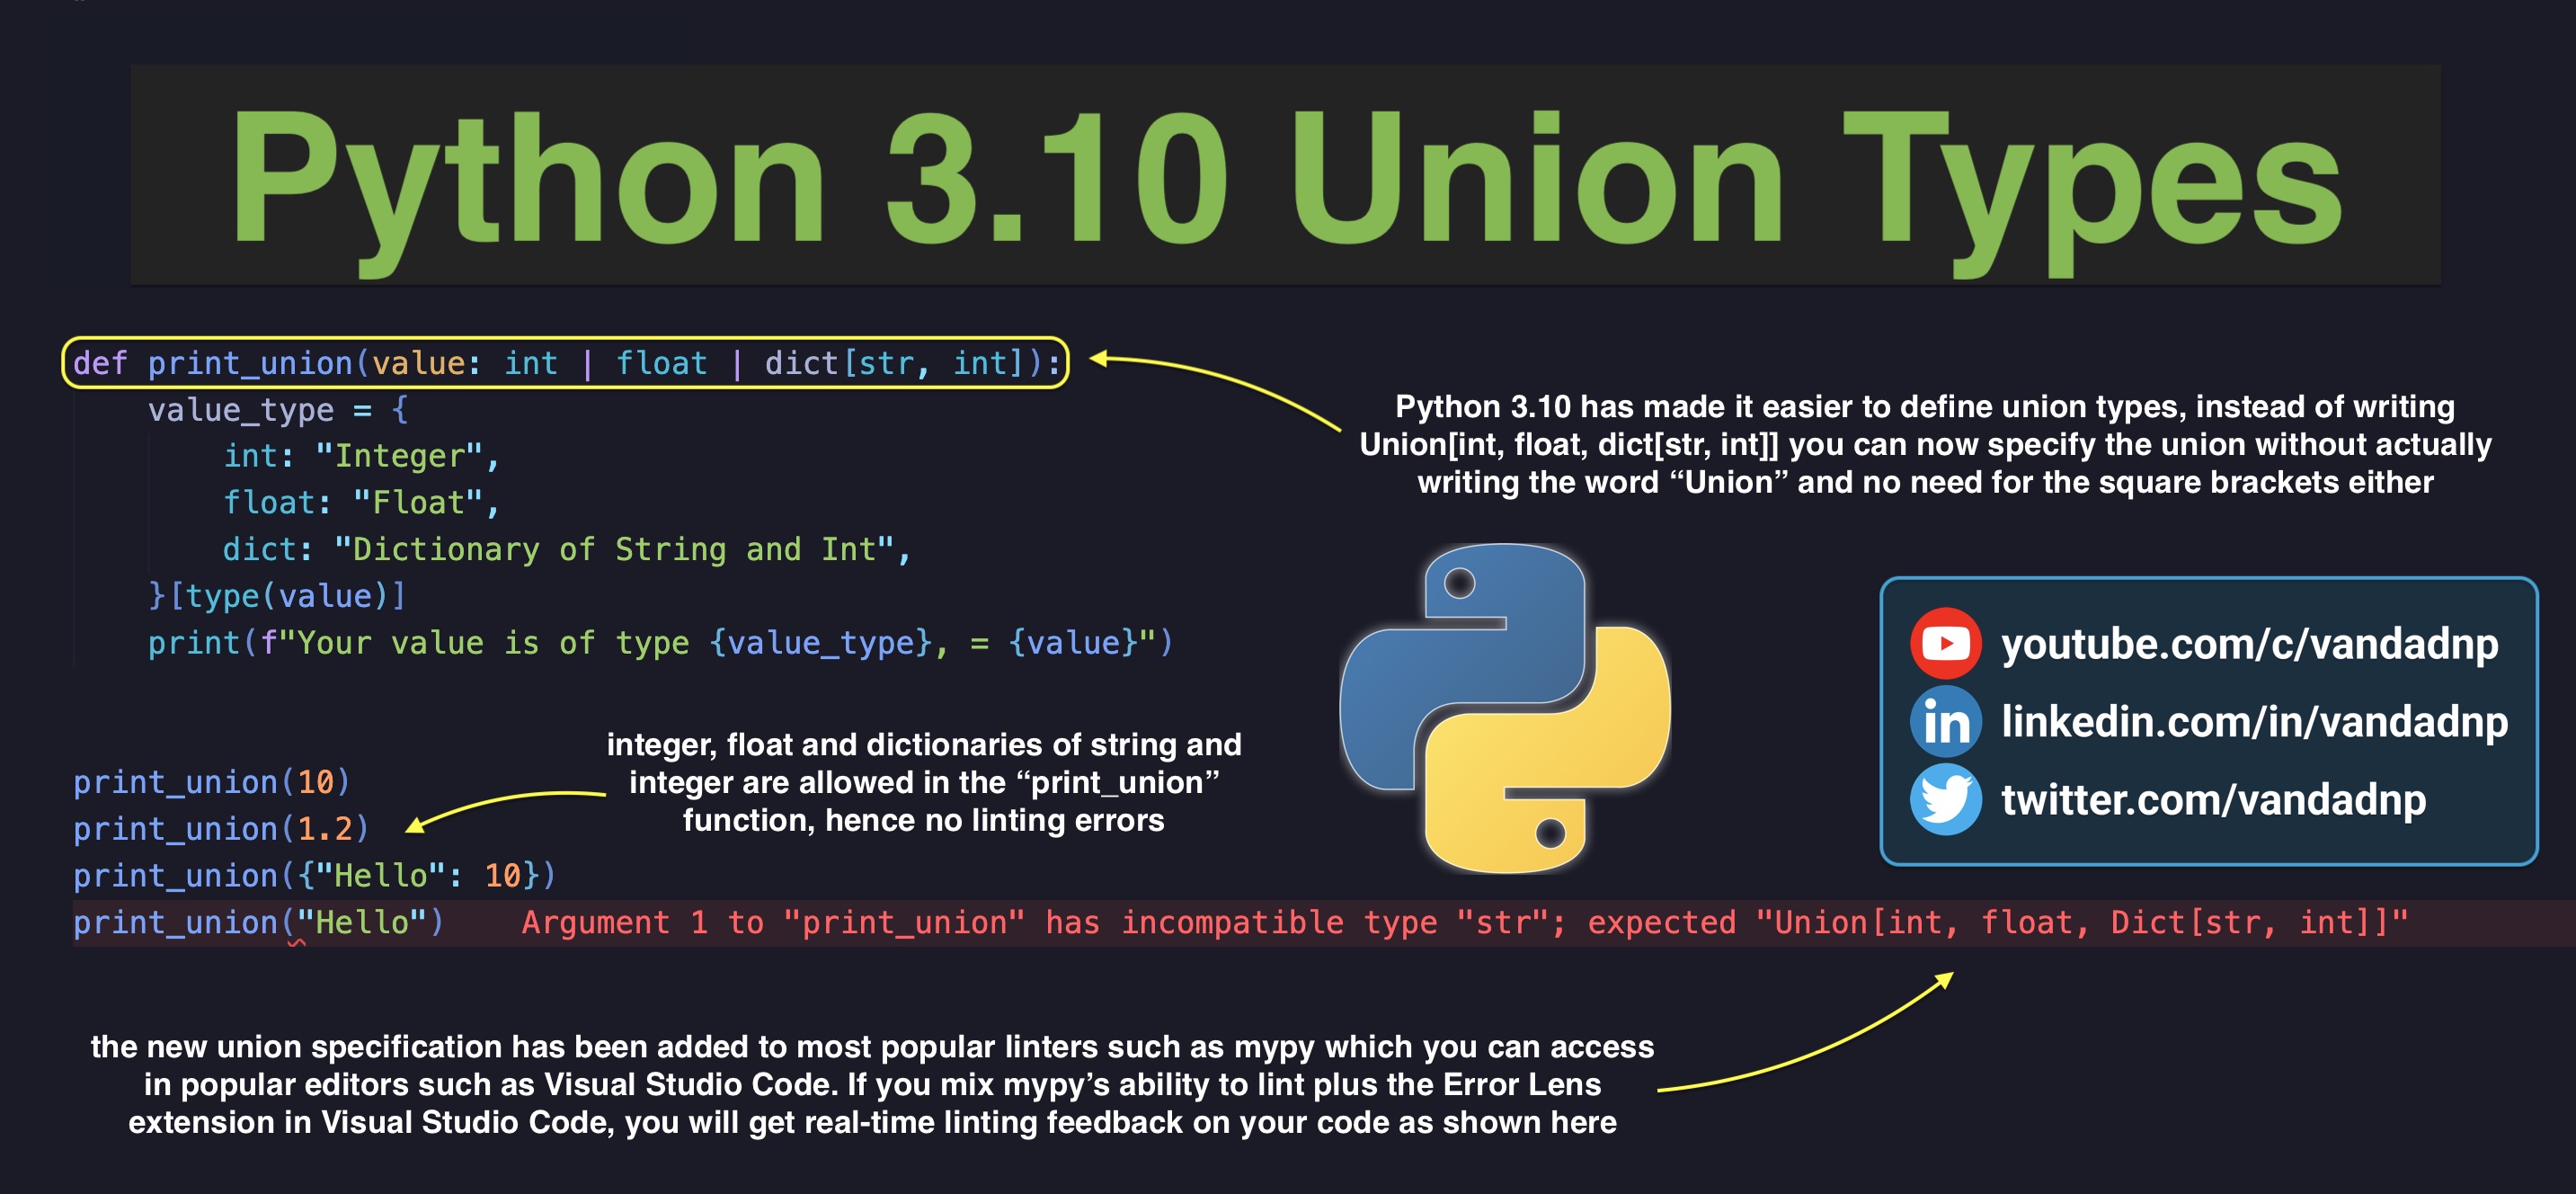 Python 3.10 Union Types
def print_union(value: int | float | dict[str, int]):
    value_type = {
        int: "Integer",
        float: "Float",
        dict: "Dictionary of String and Int",
    }[type(value)]
    print(f"Your value is of type {value_type}, = {value}")
Python 3.10 has made it easier to define union types, instead of writing
Union[int, float, dict[str, int]] you can now specify the union without actually
writing the word “Union” and no need for the square brackets either
youtube.com/c/vandadnp
linkedin.com/in/vandadnp
twitter.com/vandadnp
integer, float and dictionaries of string and
integer are allowed in the “print_union”
function, hence no linting errors
print_union(10)
print_union(1.2)
print_union({"Hello": 10})
print_union("Hello")    Argument 1 to "print_union" has incompatible type "str"; expected "Union[int, float, Dict[str, int]]"
the new union specification has been added to most popular linters such as mypy which you can access
in popular editors such as Visual Studio Code. If you mix mypy’s ability to lint plus the Error Lens
extension in Visual Studio Code, you will get real-time linting feedback on your code as shown here